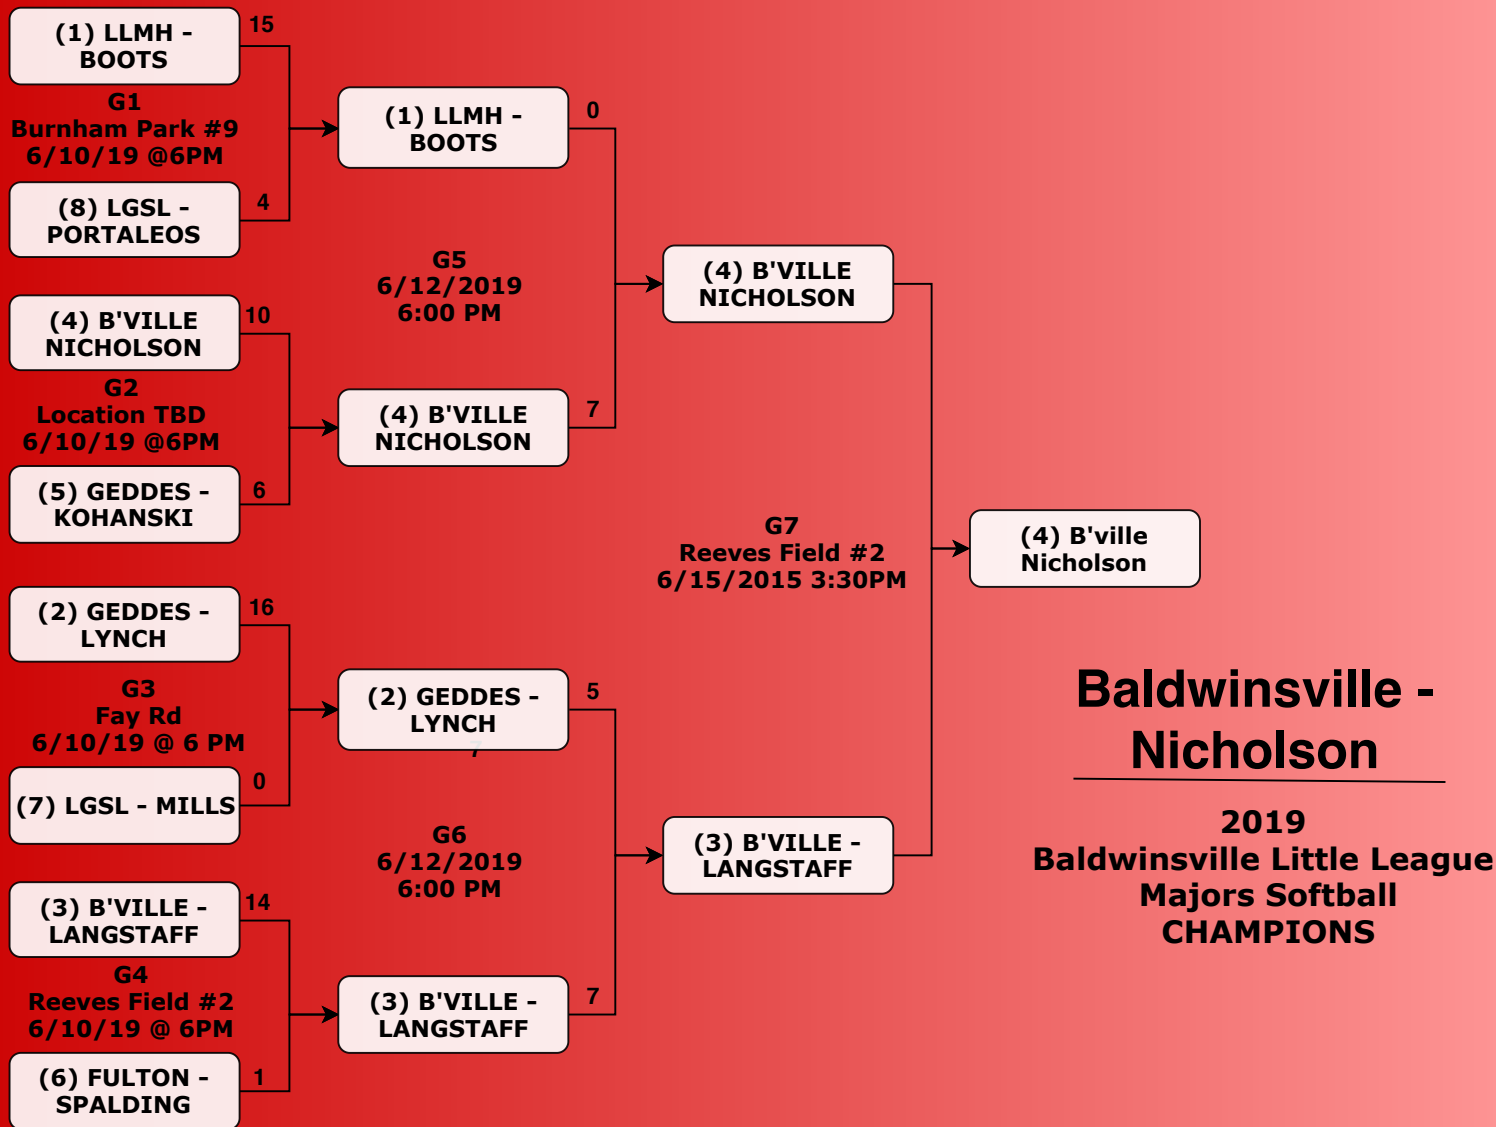 (1) LLMH -
BOOTS
15
G1
Burnham Park #9
6/10/19 @6PM
(8) LGSL -
PORTALEOS
4
(4) B'VILLE
NICHOLSON
10
G2
Location TBD
6/10/19 @6PM
(5) GEDDES -
KOHANSKI
6
(2) GEDDES -
LYNCH
16
G3
Fay Rd
6/10/19 @ 6 PM
(7) LGSL - MILLS
0
(3) B'VILLE -
LANGSTAFF
14
G4
Reeves Field #2
6/10/19 @ 6PM
(6) FULTON -
SPALDING
1
(1) LLMH -
BOOTS
0
G5
6/12/2019
6:00 PM
(4) B'VILLE
NICHOLSON
7
(2) GEDDES -
LYNCH
7
5
G6
6/12/2019
6:00 PM
(3) B'VILLE -
LANGSTAFF
7
(4) B'VILLE
NICHOLSON
G7
Reeves Field #2
6/15/2015 3:30PM
(3) B'VILLE -
LANGSTAFF
(4) B'ville
Nicholson
Baldwinsville -
Nicholson
2019
Baldwinsville Little League
Majors Softball
CHAMPIONS